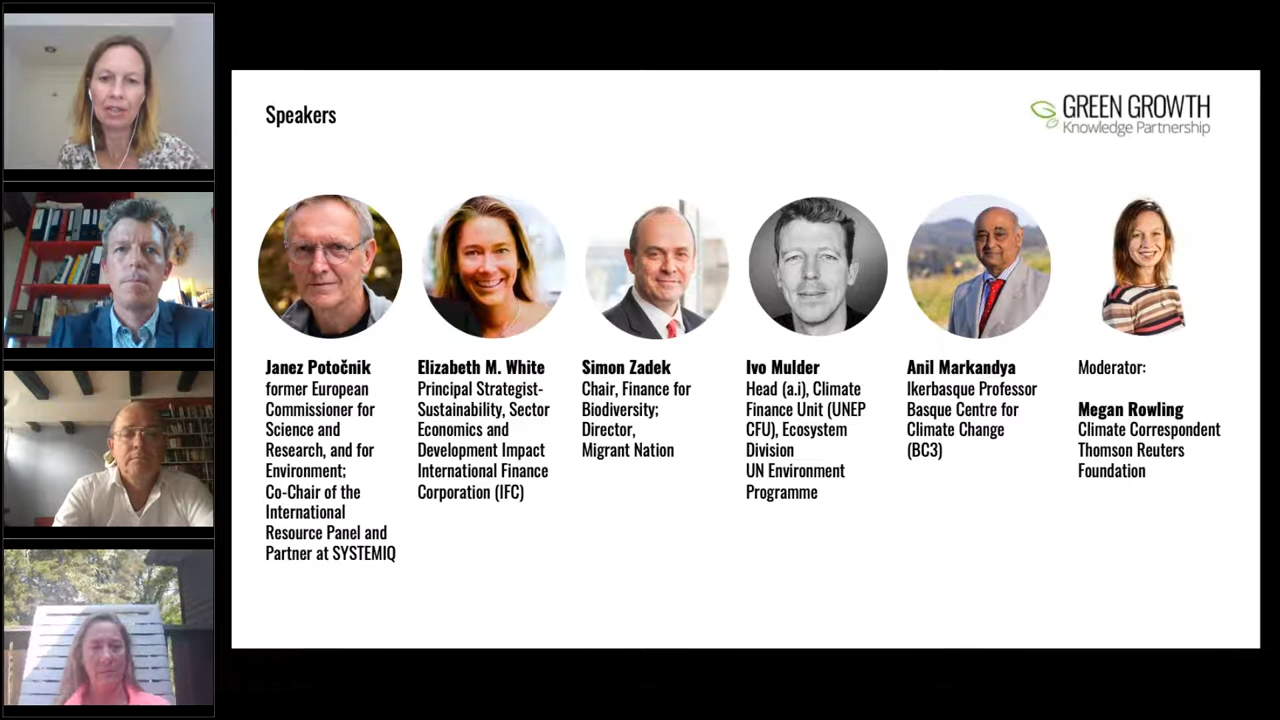 Speakers
GREEN GROWTH
Knowledge Partnership
Janez Potočnik
former European
Commissioner for
Science and
Research, and for
Environment;
Co-Chair of the
International
Resource Panel and
Partner at SYSTEMIQ
Elizabeth M. White
Principal Strategist-
Sustainability, Sector
Economics and
Development Impact
International Finance
Corporation (IFC)
Simon Zadek
Chair, Finance for
Biodiversity;
Director,
Migrant Nation
Ivo Mulder
Head (a.i), Climate
Finance Unit (UNEP
CFU), Ecosystem
Division
UN Environment
Programme
Anil Markandya
Ikerbasque Professor
Basque Centre for
Climate Change
(BC3)
Moderator:
Megan Rowling
Climate Correspondent
Thomson Reuters
Foundation